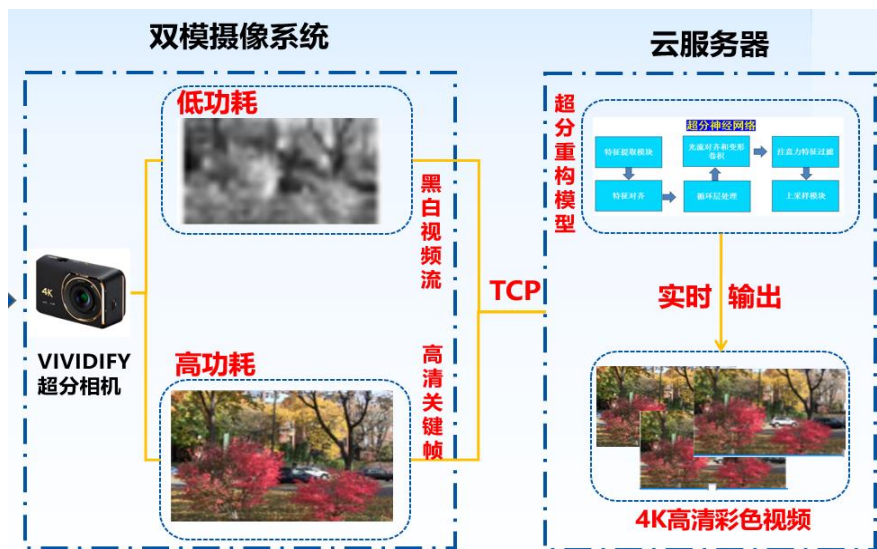 双模摄像系统
云服务器
低功耗
黑白视频流
4K
VIVIDIFY
超分相机
高功耗
高清关键帧
TCP
超分重构模型
超分神经网络
特征提取模块
光流对齐和变形
卷积
注意力特征过滤
特征对齐
循环层处理
上采样模块
实时 输出
4K高清彩色视频